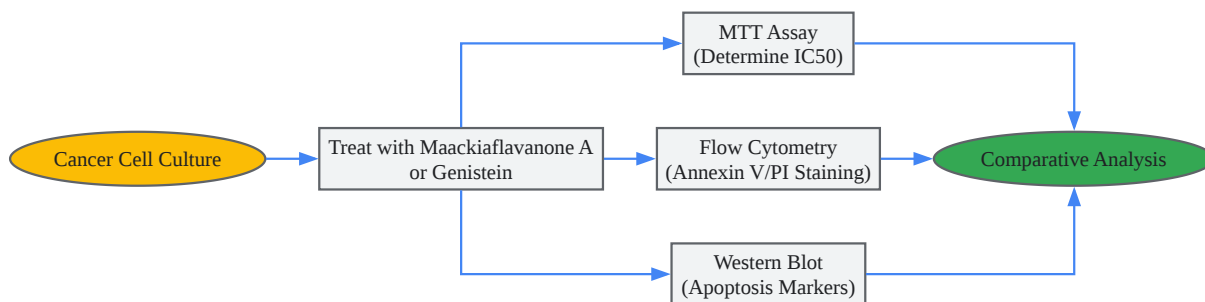 MTT Assay
(Determine IC50)
Cancer Cell Culture
Treat with Maackiaflavanone A
or Genistein
Flow Cytometry
(Annexin V/PI Staining)
Comparative Analysis
Western Blot
(Apoptosis Markers)